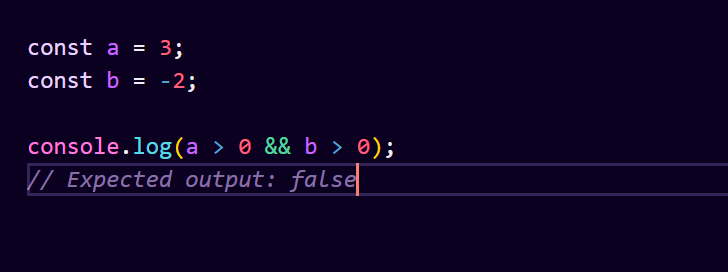 const a = 3;
const b = -2;
console.log(a > 0 && b > 0);
// Expected output: false